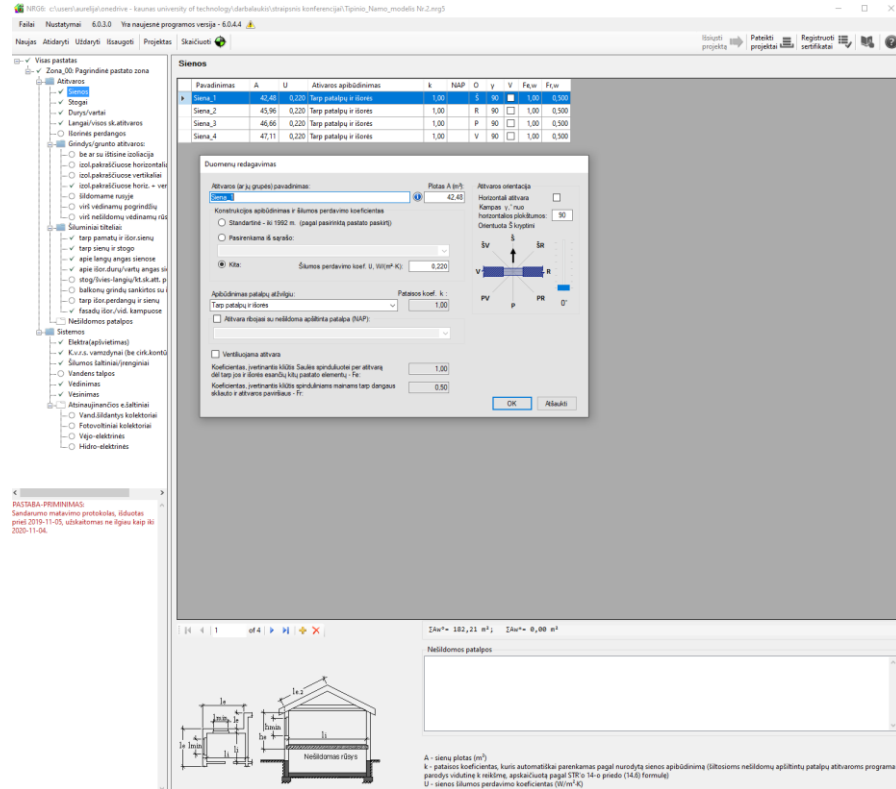 NRG6: c:\users\aurelija\onedrive - kaunas university of technology\darbalaukis\straipsnis konferencijai\Tipinio_Namo_modelis Nr.2.nrg5
Failai Nustatymai 6.0.3.0 Yra naujesnė programos versija - 6.0.4.4
Naujas Atidaryti Uždaryti Išsaugoti Projektas Skaičiuoti
Išsiųsti projektą Pateikti projektai Registruoti sertifikatai
Visas pastatas
Zona_00: Pagrindinė pastato zona
Atitvaros
Sienos
Stogai
Durys/vartai
Langai/visos sk.atitvaros
Išorinės perdangos
Grindys/grunto atitvaros:
be ar su ištisine izoliacija
izol.pakraščiuose horizontaliai
izol.pakraščiuose vertikaliai
izol.pakraščiuose horiz. + ver
šildomame rūsyje
virš vėdinamų pogrindžių
virš nešildomų vėdinamų rūs
Šiluminiai tilteliai:
tarp pamatų ir išor.sienų
tarp sienų ir stogo
apie langų angas sienose
apie išor.durų/vartų angas si
stog/švies-langių/kt.sk.att. p
balkonų grindų sankirtos su i
tarp išor.perdangų ir sienų
fasadų išor./vid. kampuose
Nešildomos patalpos
Sistemos
Elektra(apšvietimas)
K.v.z.s. vamzdynai (be cirk.kontū
Šilumos šaltiniai/įrenginiai
Vandens talpos
Vėdinimas
Vėsinimas
Atsinaujinančios e.šaltiniai
Vand.šildantys kolektoriai
Fotovoltiniai kolektoriai
Vėjo-elektrinės
Hidro-elektrinės
PASTABA-PRIMINIMAS:
Sandarumo matavimo protokolas, išduotas
prieš 2019-11-05, užskaitomas ne ilgiau kaip iki
2020-11-04.
Sienos
Pavadinimas A U Ativaros apibūdinimas k NAP O γ V Fe,w Fr,w
Siena_1 42,48 0,220 Tarp patalpų ir išorės 1,00 Š 90 1,00 0,500
Siena_2 45,96 0,220 Tarp patalpų ir išorės 1,00 R 90 1,00 0,500
Siena_3 46,66 0,220 Tarp patalpų ir išorės 1,00 P 90 1,00 0,500
Siena_4 47,11 0,220 Tarp patalpų ir išorės 1,00 V 90 1,00 0,500
Duomenų redagavimas
Atitvaros (ar jų grupės) pavadinimas: Plotas A (m²):
Siena_1 42,48
Konstrukcijos apibūdinimas ir šilumos perdavimo koeficientas
Standartinė - iki 1992 m. (pagal pasirinktą pastato paskirtį)
Pasirenkama iš sąrašo:
Kita: Šilumos perdavimo koef. U, W/(m²·K): 0,220
Apibūdinimas patalpų atžvilgiu: Pataisos koef. k :
Tarp patalpų ir išorės 1,00
Atitvara ribojasi su nešildoma apšiltinta patalpa (NAP):
Ventiliuojama atitvara
Koeficientas, įvertinantis kliūtis Saulės spinduliuotei per atitvarą
dėl tarp jos ir išorės esančių kitų pastato elementų - Fe: 1,00
Koeficientas, įvertinantis kliūtis spinduliniams mainams tarp dangaus
skliauto ir atitvaros paviršiaus - Fr: 0,50
Atitvaros orientacija
Horizontali atitvara
Kampas γ,° nuo
horizontalios plokštumos: 90
Orientuota Š kryptimi
Š
ŠV ŠR
V R
PV PR
P
0°
OK Atšaukti
1 of 4
ΣAw*= 182,21 m²; ΣAw*= 0,00 m²
Nešildomos patalpos
le lmin li le lmin li
ls.2 hmin he li
Nešildomas rūsys
A - sienų plotas (m²)
k - pataisos koeficientas, kuris automatiškai parenkamas pagal nurodytą sienos apibūdinimą (šiltosioms nešildomų apšiltintų patalpų atitvaroms programa
parodys vidutinę k reikšmę, apskaičiuotą pagal STR'o 14-o priedo (14.6) formulę)
U - sienos šilumos perdavimo koeficientas (W/m²·K)